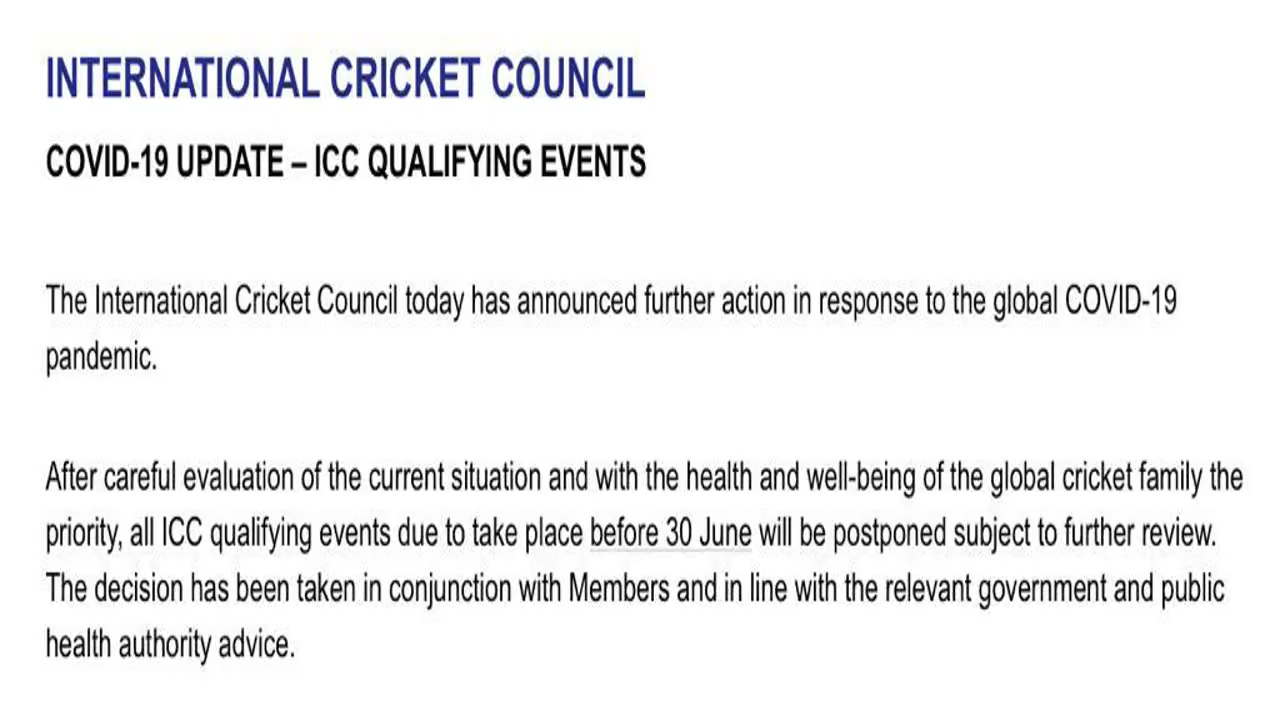 INTERNATIONAL CRICKET COUNCIL
COVID-19 UPDATE – ICC QUALIFYING EVENTS
The International Cricket Council today has announced further action in response to the global COVID-19
pandemic.
After careful evaluation of the current situation and with the health and well-being of the global cricket family the
priority, all ICC qualifying events due to take place before 30 June will be postponed subject to further review.
The decision has been taken in conjunction with Members and in line with the relevant government and public
health authority advice.